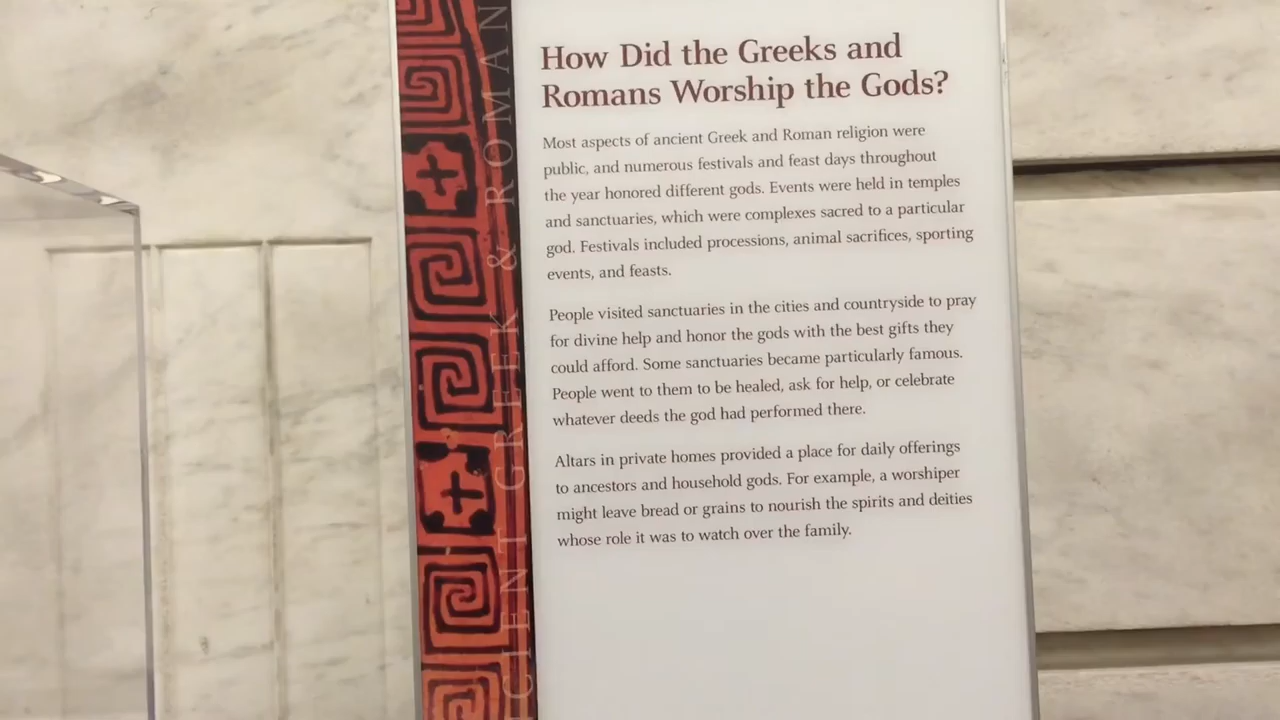 How Did the Greeks and
Romans Worship the Gods?
Most aspects of ancient Greek and Roman religion were
public, and numerous festivals and feast days throughout
the year honored different gods. Events were held in temples
and sanctuaries, which were complexes sacred to a particular
god. Festivals included processions, animal sacrifices, sporting
events, and feasts.
People visited sanctuaries in the cities and countryside to pray
for divine help and honor the gods with the best gifts they
could afford. Some sanctuaries became particularly famous.
People went to them to be healed, ask for help, or celebrate
whatever deeds the god had performed there.
Altars in private homes provided a place for daily offerings
to ancestors and household gods. For example, a worshiper
might leave bread or grains to nourish the spirits and deities
whose role it was to watch over the family.
CIENT GREEK & ROMAN